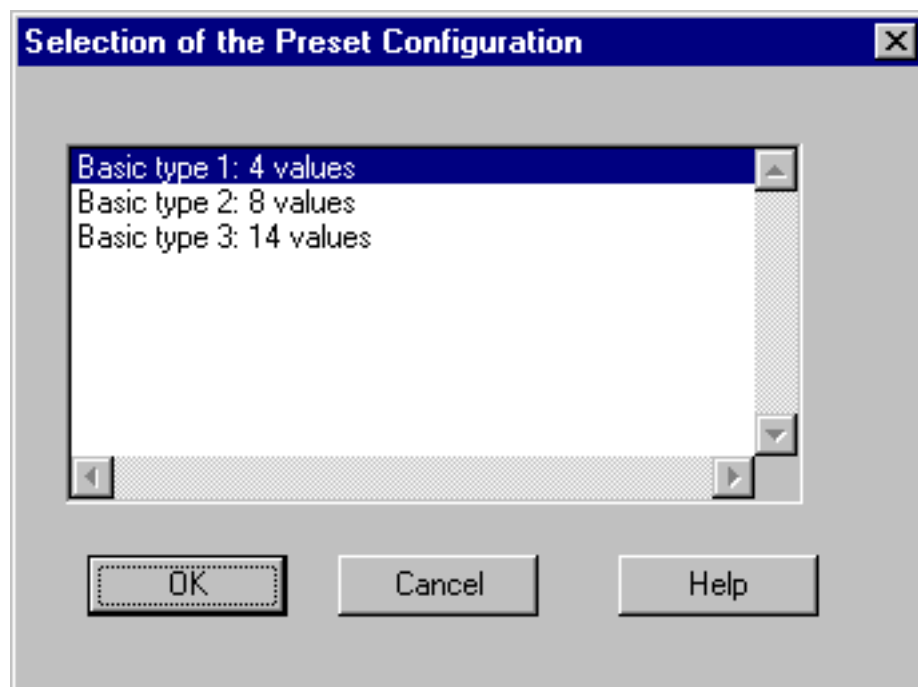 Selection of the Preset Configuration
Basic type 1: 4 values
Basic type 2: 8 values
Basic type 3: 14 values
OK Cancel Help